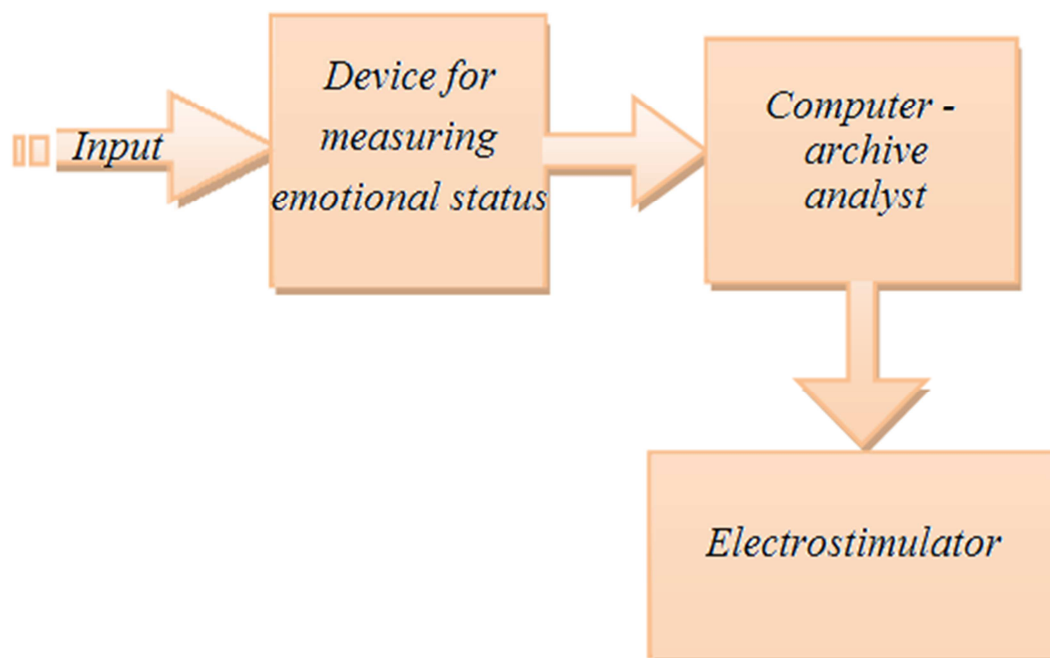 Input
Device for
measuring
emotional status
Computer -
archive
analyst
Electrostimulator